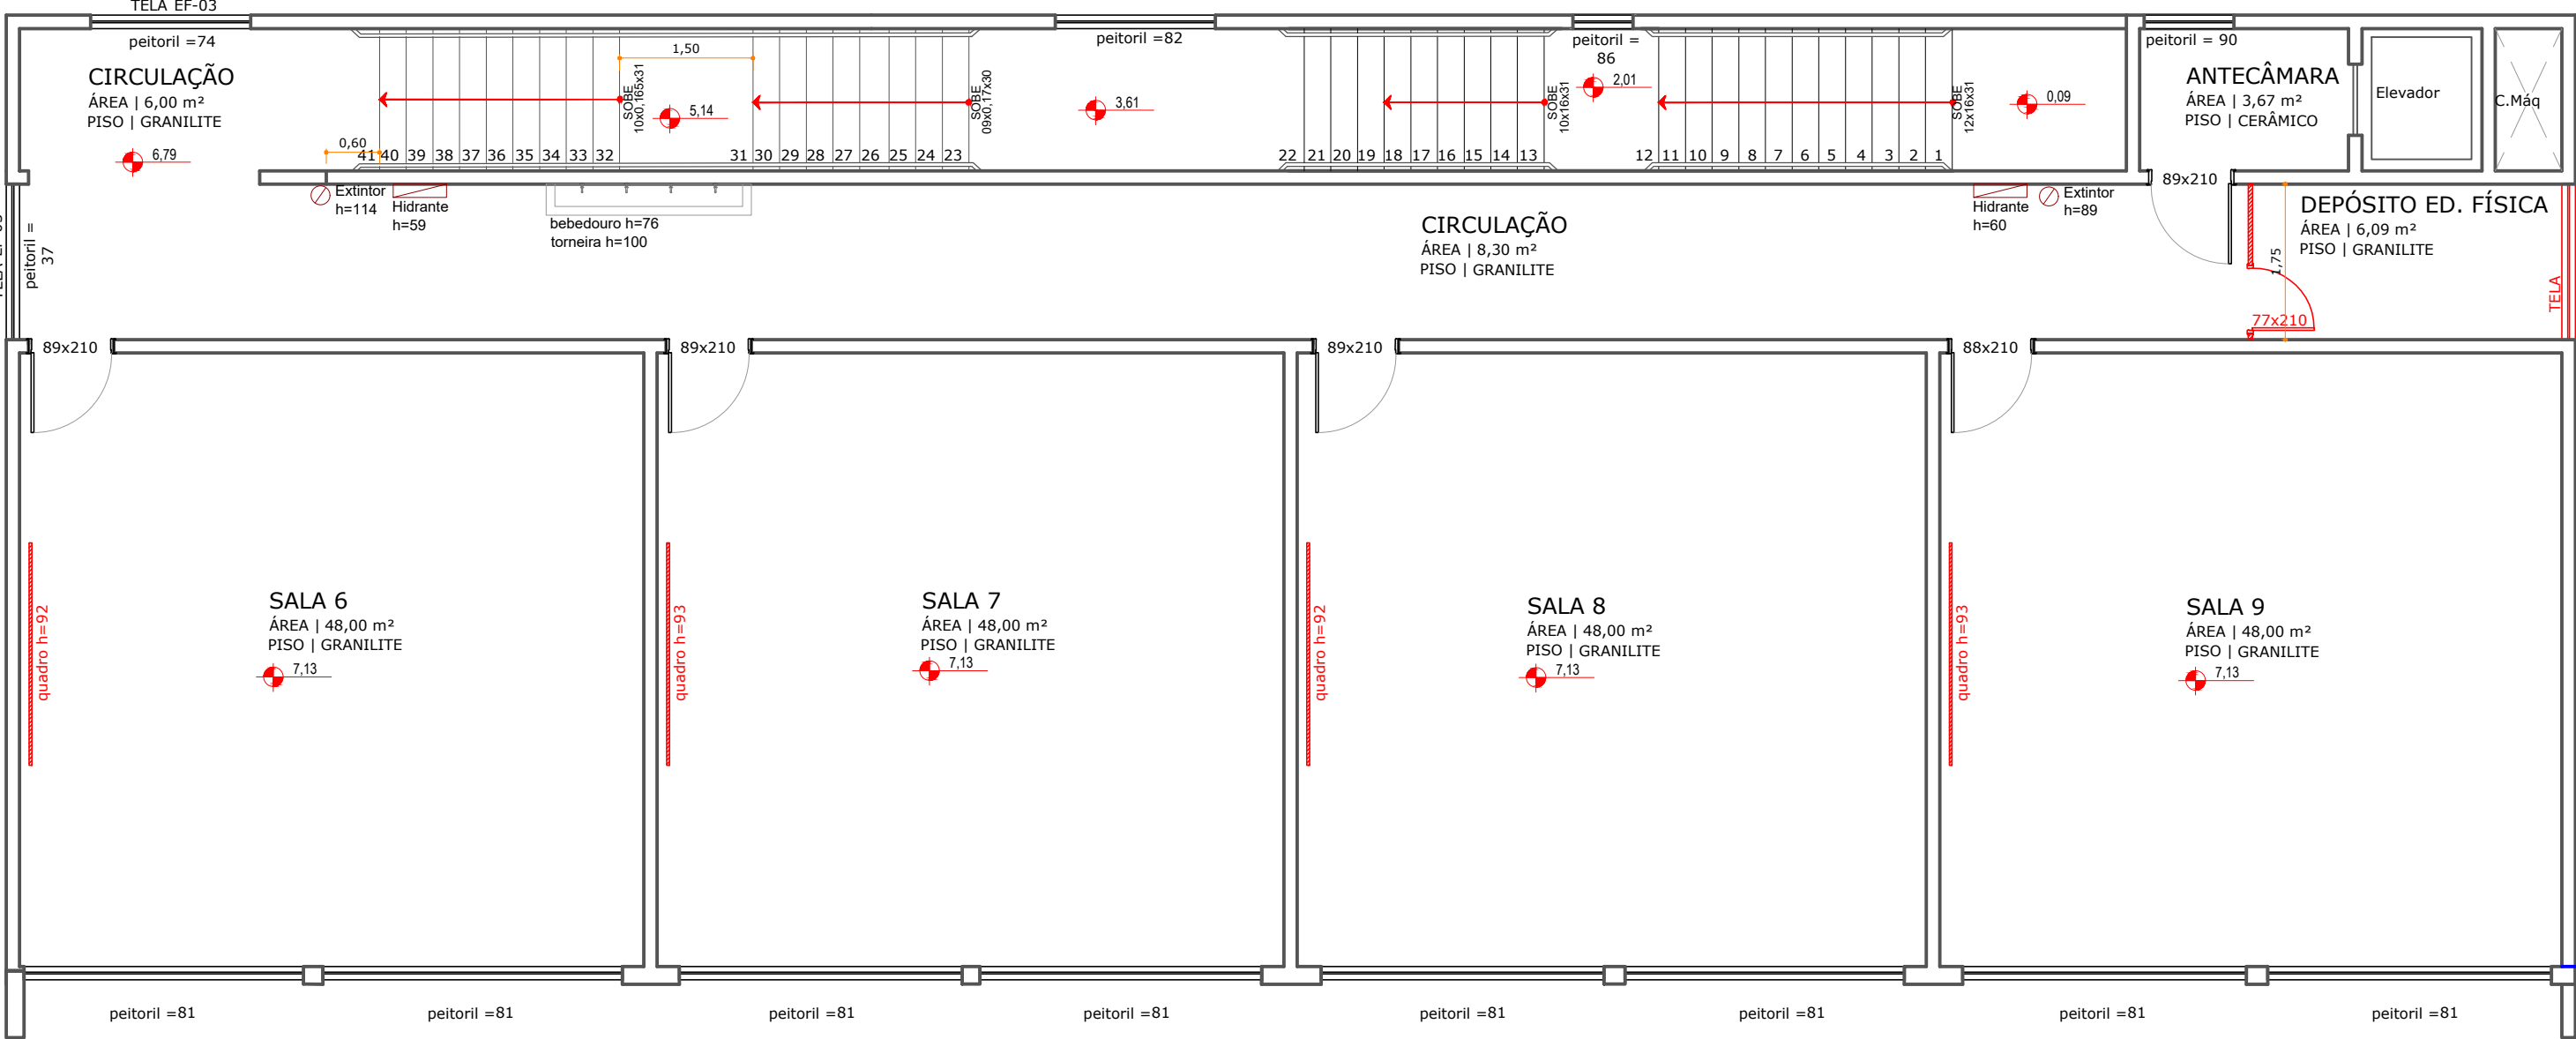 TELA EF-03
peitoril =74
CIRCULAÇÃO
ÁREA | 6,00 m²
PISO | GRANILITE
6,79
0,60
41 40 39 38 37 36 35 34 33 32
SOBE
10x0,165x31
1,50
5,14
31 30 29 28 27 26 25 24 23
SOBE
09x0,17x30
peitoril =82
3,61
22 21 20 19 18 17 16 15 14 13
SOBE
10x16x31
peitoril =
86
2,01
12 11 10 9 8 7 6 5 4 3 2 1
SOBE
12x16x31
0,09
peitoril = 90
ANTECÂMARA
ÁREA | 3,67 m²
PISO | CERÂMICO
Elevador
C.Máq
peitoril =
37
Extintor
h=114
Hidrante
h=59
bebedouro h=76
torneira h=100
CIRCULAÇÃO
ÁREA | 8,30 m²
PISO | GRANILITE
Hidrante
h=60
Extintor
h=89
89x210
DEPÓSITO ED. FÍSICA
ÁREA | 6,09 m²
PISO | GRANILITE
1,75
77x210
TELA
89x210
89x210
89x210
88x210
quadro h=92
SALA 6
ÁREA | 48,00 m²
PISO | GRANILITE
7,13
quadro h=93
SALA 7
ÁREA | 48,00 m²
PISO | GRANILITE
7,13
quadro h=92
SALA 8
ÁREA | 48,00 m²
PISO | GRANILITE
7,13
quadro h=93
SALA 9
ÁREA | 48,00 m²
PISO | GRANILITE
7,13
peitoril =81
peitoril =81
peitoril =81
peitoril =81
peitoril =81
peitoril =81
peitoril =81
peitoril =81